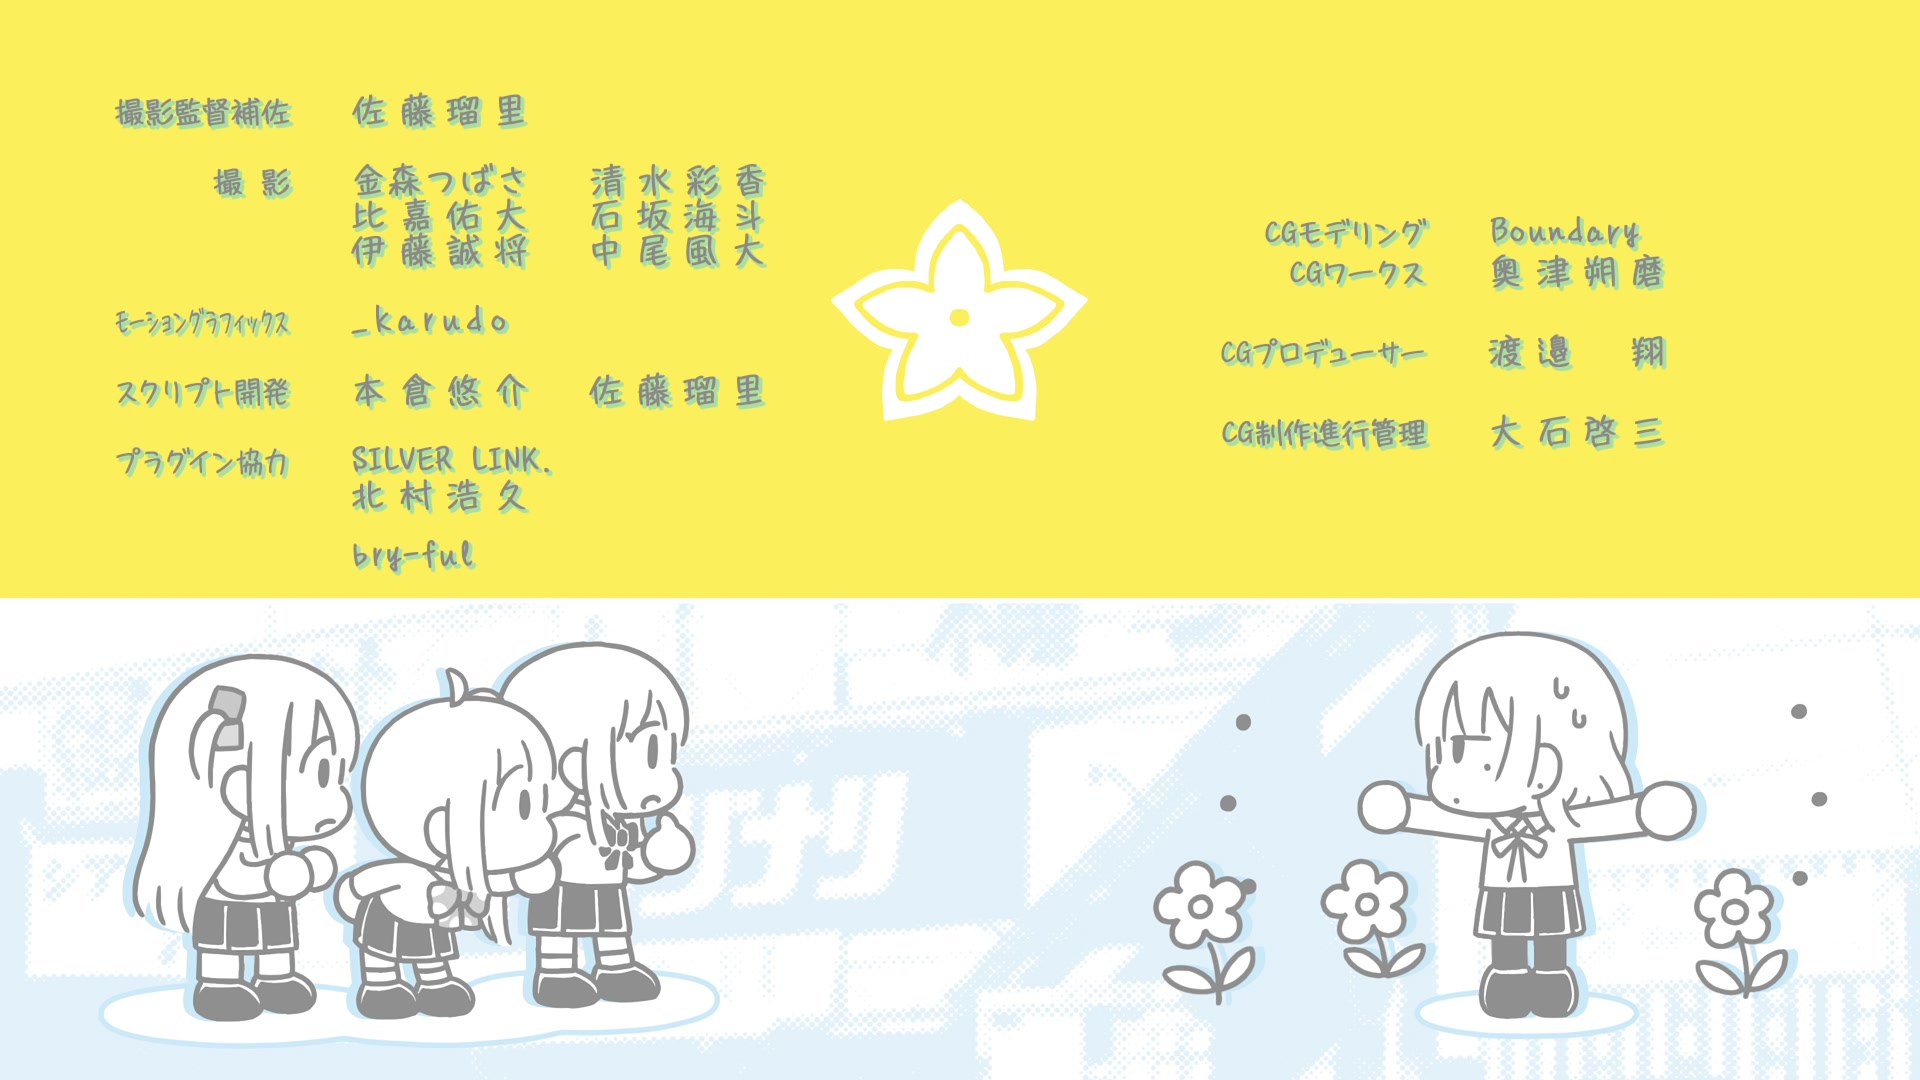 撮影監督補佐 佐藤瑠里
撮影 金森つばさ 清水彩香
比嘉佑大 石坂海斗
伊藤誠将 中尾風大
モーショングラフィックス _karudo
スクリプト開発 本倉悠介 佐藤瑠里
プラグイン協力 SILVER LINK.
北村浩久
bry-ful
CGモデリング Boundary
CGワークス 奥津朔磨
CGプロデューサー 渡邉 翔
CG制作進行管理 大石啓三